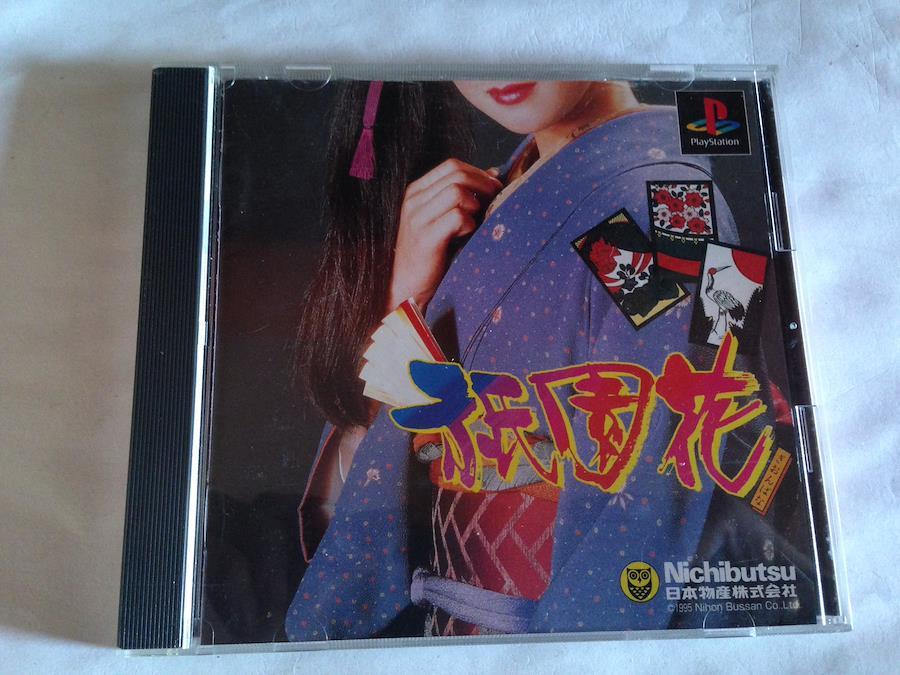 PlayStation
祇園花
Nichibutsu
日本物産株式会社
©1995 Nihon Bussan Co.,Ltd.